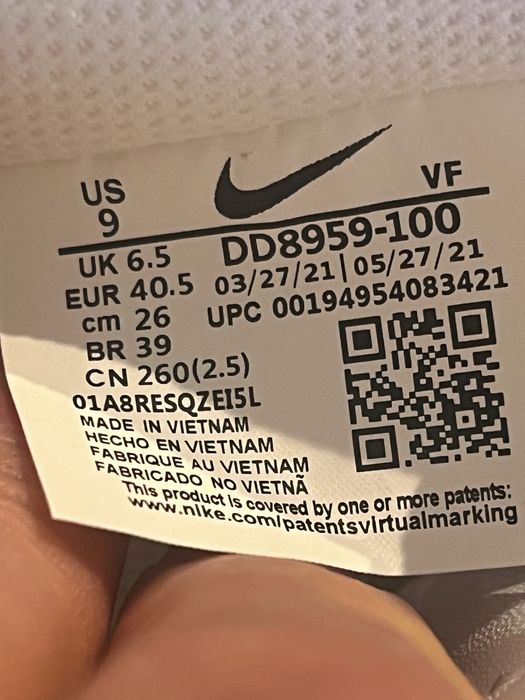 US
9
VF
UK 6.5
DD8959-100
EUR 40.5
03/27/21 | 05/27/21
cm 26
UPC 00194954083421
BR 39
CN 260(2.5)
01A8RESQZEI5L
MADE IN VIETNAM
HECHO EN VIETNAM
FABRIQUE AU VIETNAM
FABRICADO NO VIETNÃ
This product is covered by one or more patents:
www.nike.com/patentsvirtualmarking